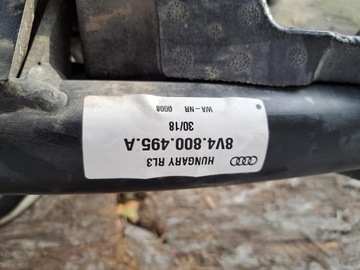 HUNGARY RL3
8V4.800.495.A
30/18
WA-NR 0008